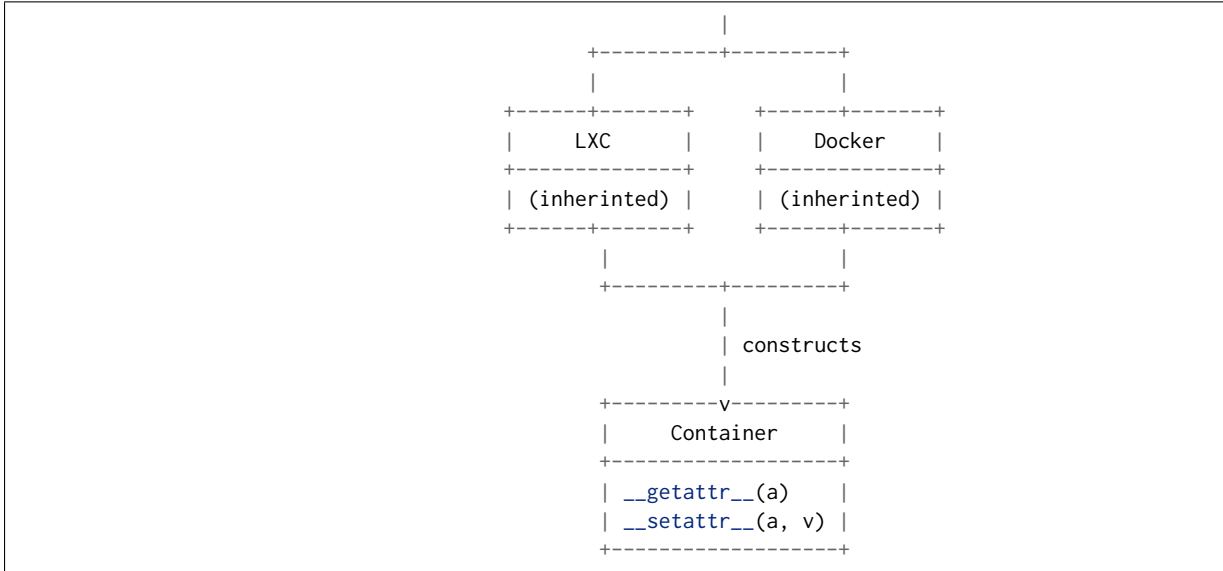 |
         +----------+---------+
         |                    |
  +------+-------+     +------+-------+
  |     LXC      |     |    Docker    |
  +--------------+     +--------------+
  | (inherinted) |     | (inherinted) |
  +------+-------+     +------+-------+
          |                   |
          +---------+---------+
                    |
                    | constructs
                    |
          +---------v---------+
          |     Container     |
          +-------------------+
          | __getattr__(a)    |
          | __setattr__(a, v) |
          +-------------------+